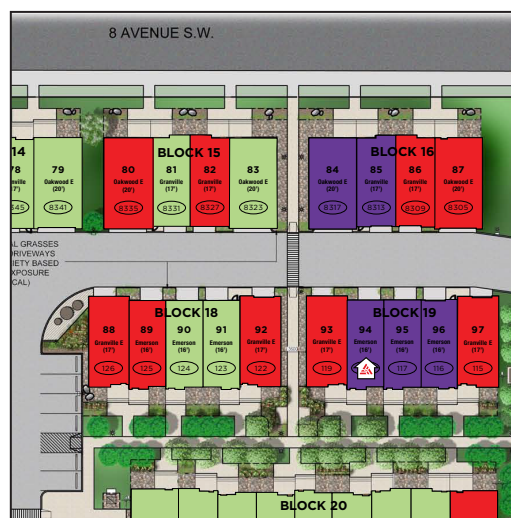 8 AVENUE S.W.
14
BLOCK 15
BLOCK 16
78
79
Oakwood E
(20')
8341
80
Oakwood E
(20')
8335
81
Granville
(17')
8331
82
Granville
(17')
8327
83
Oakwood E
(20')
8323
84
Oakwood E
(20')
8317
85
Granville
(17')
8313
86
Granville
(17')
8309
87
Oakwood E
(20')
8305
AL GRASSES
DRIVEWAYS
IETY BASED
XPOSURE
CAL)
BLOCK 18
BLOCK 19
88
Granville E
(17')
126
89
Emerson
(16')
125
90
Emerson
(16')
124
91
Emerson
(16')
123
92
Granville E
(17')
122
93
Granville E
(17')
119
94
Emerson
(16')
95
Emerson
(16')
117
96
Emerson
(16')
116
97
Granville E
(17')
115
BLOCK 20